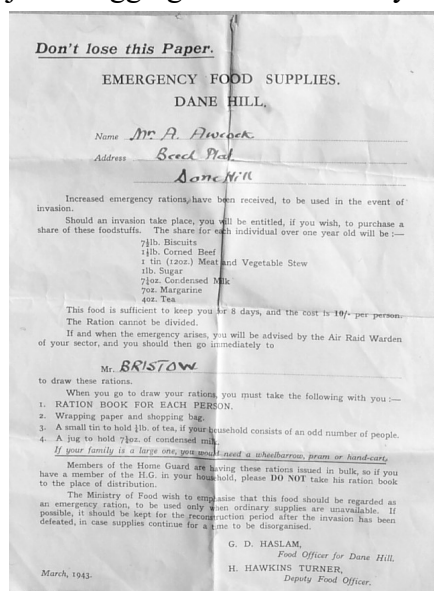 Don't lose this Paper.
EMERGENCY FOOD SUPPLIES.
DANE HILL.
Name Mr A. Awcock
Address Beech Plat
Dane Hill
Increased emergency rations, have been received, to be used in the event of
invasion.
Should an invasion take place, you will be entitled, if you wish, to purchase a
share of these foodstuffs. The share for each individual over one year old will be :—
7½lb. Biscuits
1½lb. Corned Beef
1 tin (12oz.) Meat and Vegetable Stew
1lb. Sugar
7½oz. Condensed Milk
7oz. Margarine
4oz. Tea
This food is sufficient to keep you for 8 days, and the cost is 10/- per person.
The Ration cannot be divided.
If and when the emergency arises, you will be advised by the Air Raid Warden
of your sector, and you should then go immediately to
Mr. BRISTOW
to draw these rations.
When you go to draw your rations, you must take the following with you :—
1. RATION BOOK FOR EACH PERSON.
2. Wrapping paper and shopping bag.
3. A small tin to hold ¼lb. of tea, if your household consists of an odd number of people.
4. A jug to hold 7½oz. of condensed milk.
If your family is a large one, you would need a wheelbarrow, pram or hand-cart.
Members of the Home Guard are having these rations issued in bulk, so if you
have a member of the H.G. in your household, please DO NOT take his ration book
to the place of distribution.
The Ministry of Food wish to emphasise that this food should be regarded as
an emergency ration, to be used only when ordinary supplies are unavailable. If
possible, it should be kept for the reconstruction period after the invasion has been
defeated, in case supplies continue for a time to be disorganised.
G. D. HASLAM,
Food Officer for Dane Hill.
H. HAWKINS TURNER,
Deputy Food Officer.
March, 1943.